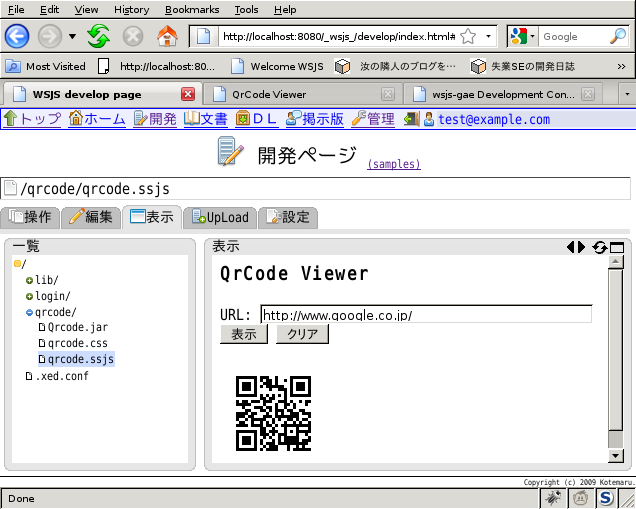 File Edit View History Bookmarks Tools Help
http://localhost:8080/_wsjs_/develop/index.html# Google
Most Visited http://localhost:80... Welcome WSJS 汝の隣人のブログを… 失業SEの開発日誌 »
WSJS develop page QrCode Viewer wsjs-gae Development Con...
トップ ホーム 開発 文書 ＤＬ 掲示版 管理 test@example.com
開発ページ (samples)
/qrcode/qrcode.ssjs
操作 編集 表示 UpLoad 設定
一覧 表示
/
lib/
login/
qrcode/
Qrcode.jar
qrcode.css
qrcode.ssjs
.xed.conf
QrCode Viewer
URL: http://www.google.co.jp/
表示 クリア
Copyright (c) 2009 Kotemaru.
Done